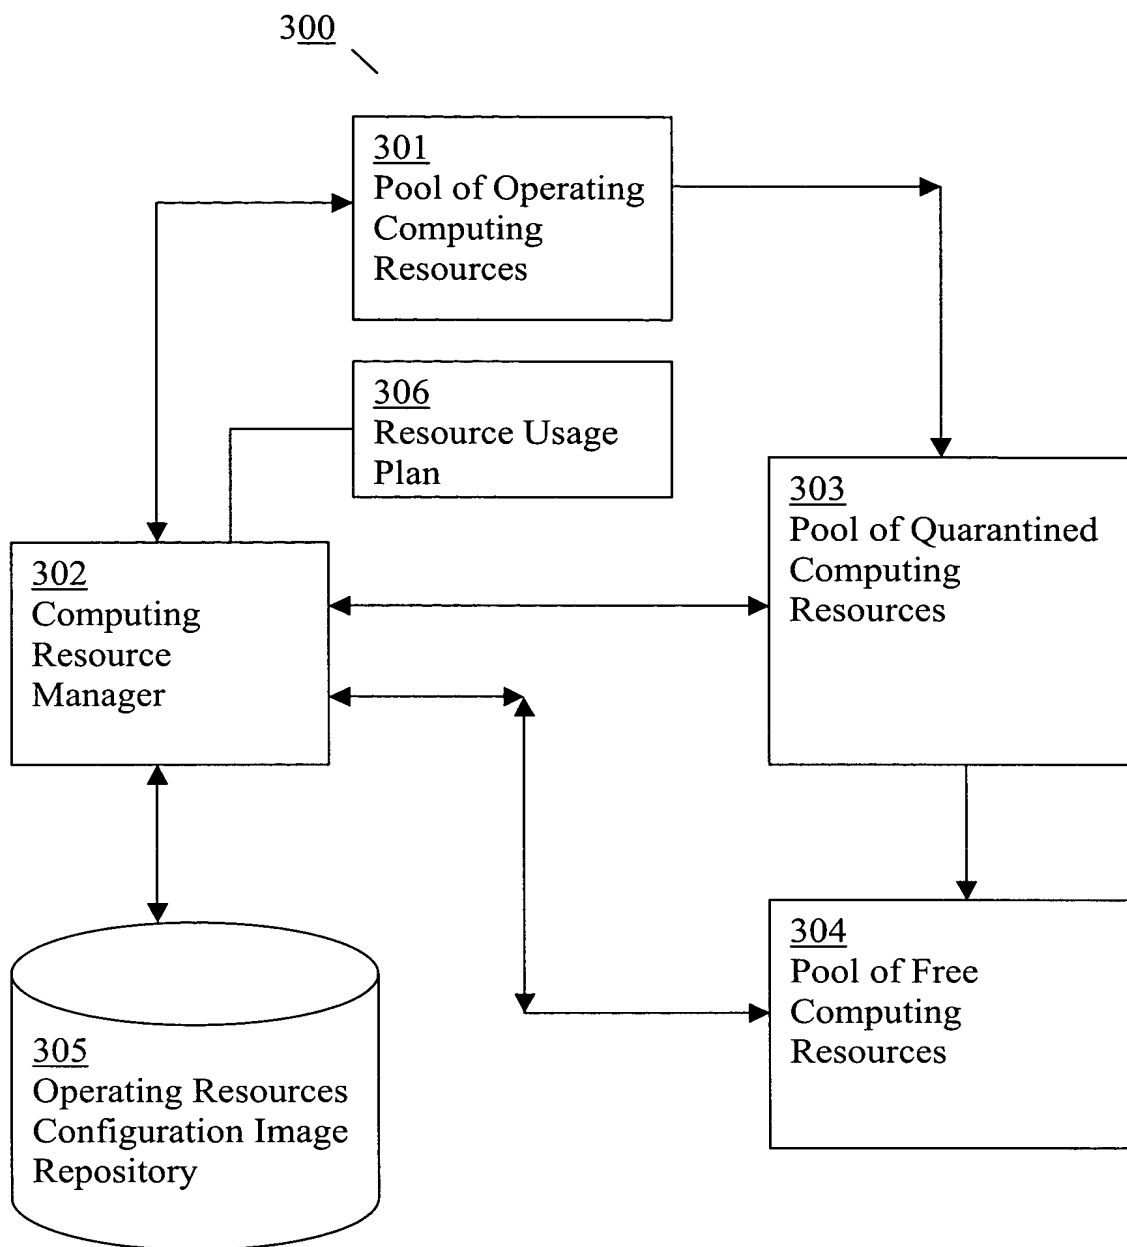 300
301
Pool of Operating
Computing
Resources
306
Resource Usage
Plan
303
Pool of Quarantined
Computing
Resources
302
Computing
Resource
Manager
304
Pool of Free
Computing
Resources
305
Operating Resources
Configuration Image
Repository